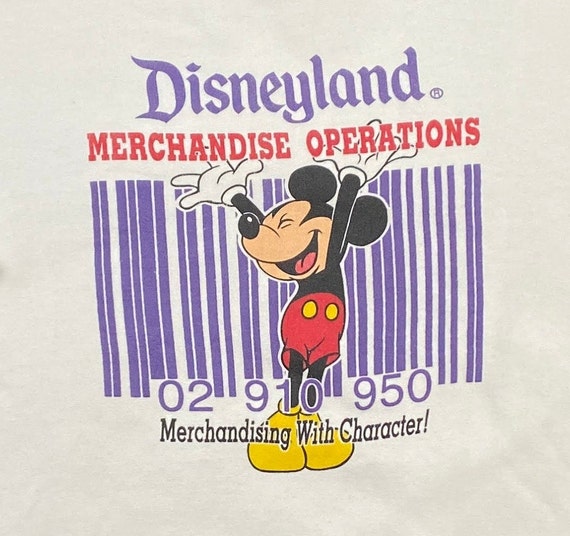 Disneyland®
MERCHANDISE OPERATIONS
02 910 950
Merchandising With Character!